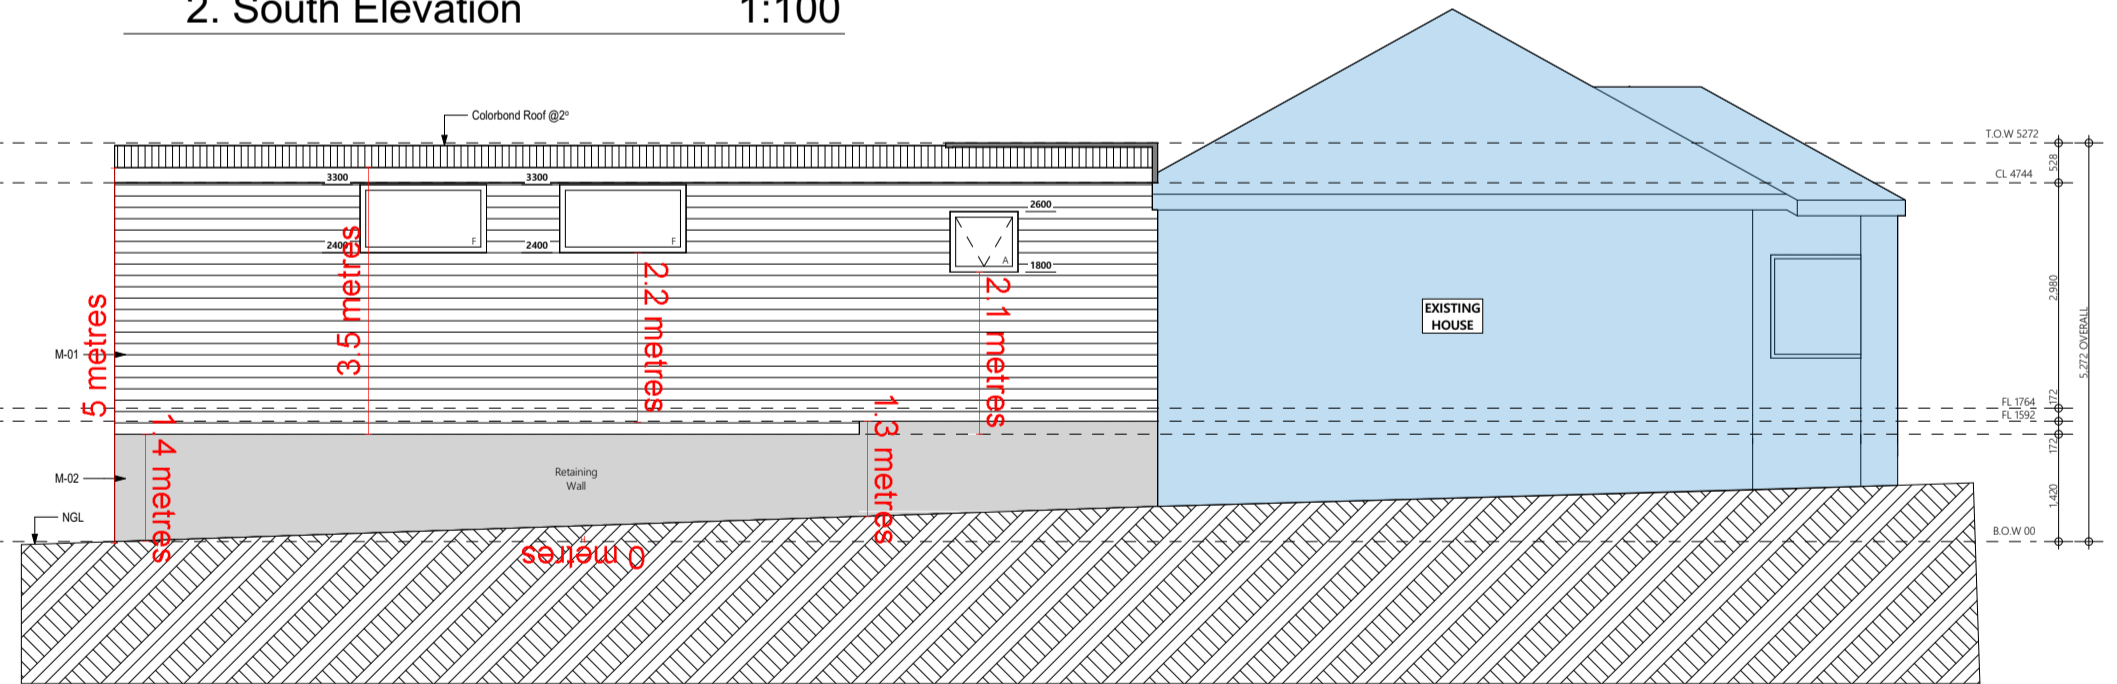 2. South Elevation 1:100
Colorbond Roof @2º
T.O.W 5272
528
CL 4744
3300 3300
2600
2400 2400
F F
A
1800
3.5 metres
2.2 metres
2.1 metres
5 metres
EXISTING
HOUSE
2.980
5.272 OVERALL
M-01
172
FL 1764
FL 1592
172
1.4 metres
1.3 metres
M-02
Retaining
Wall
1.420
NGL
B.O.W 00
0 metres